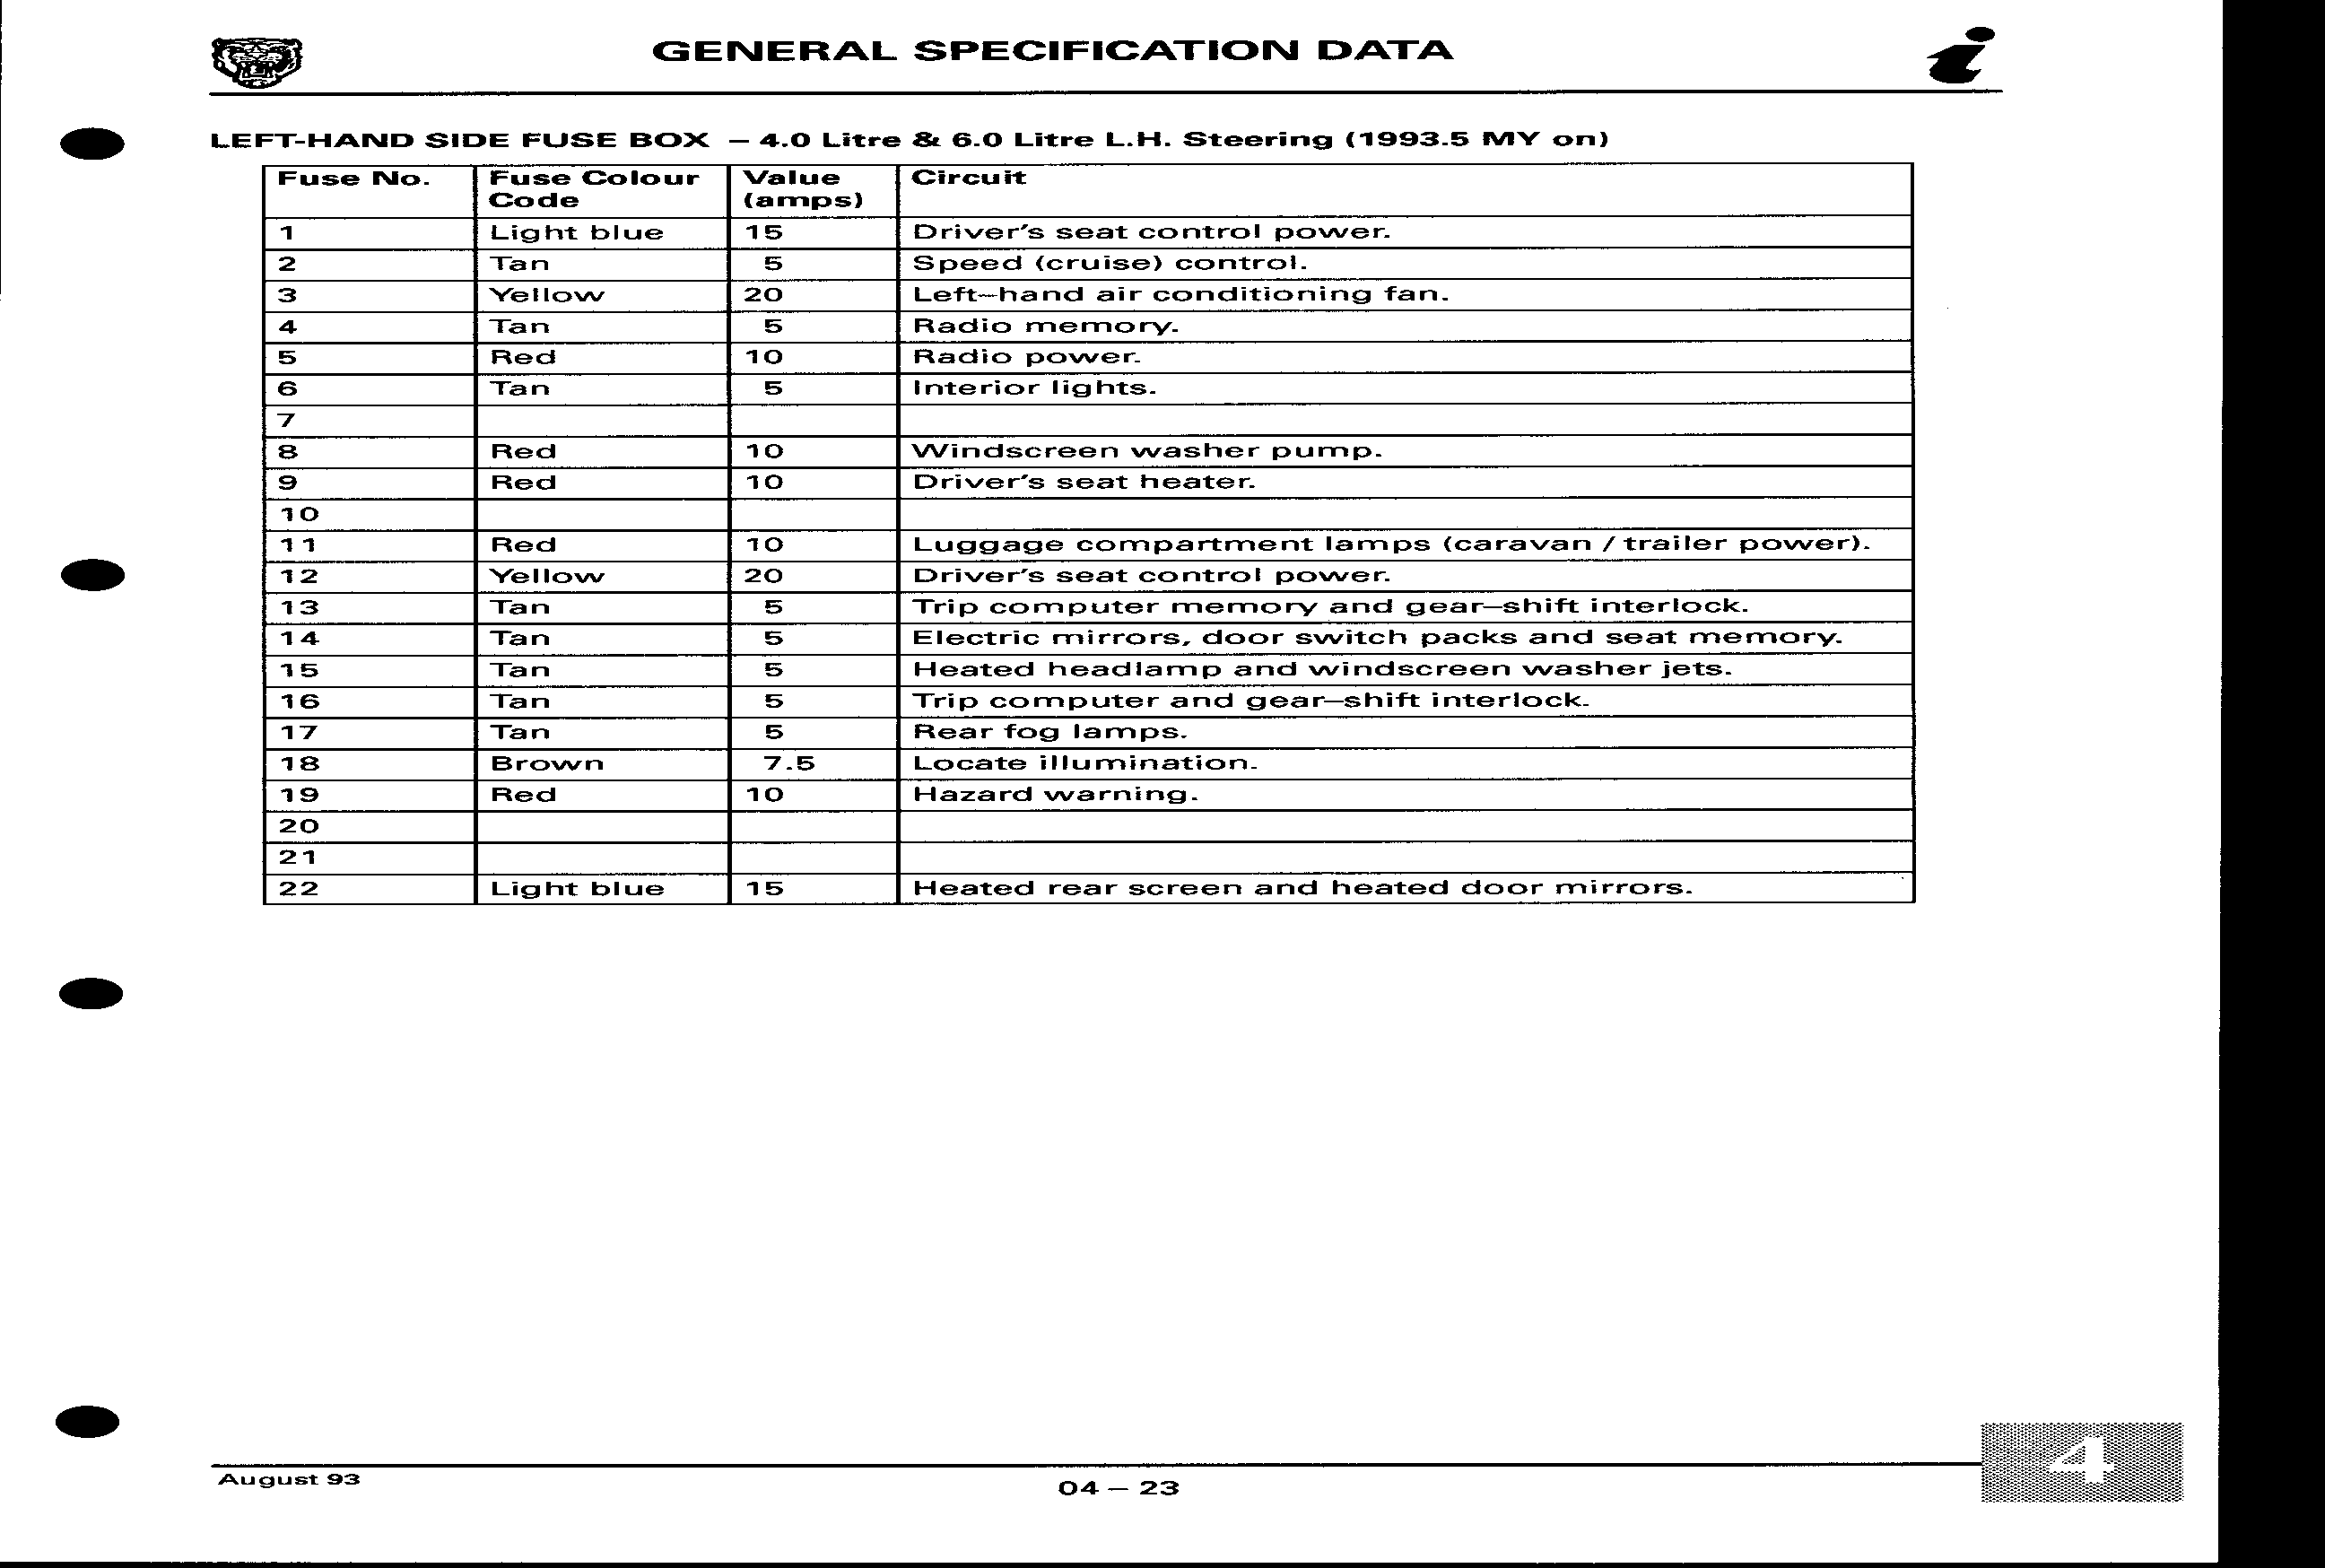 GENERAL SPECIFICATION DATA
i
LEFT-HAND SIDE FUSE BOX – 4.0 Litre & 6.0 Litre L.H. Steering (1993.5 MY on)
Fuse No. Fuse Colour Code Value (amps) Circuit
1 Light blue 15 Driver's seat control power.
2 Tan 5 Speed (cruise) control.
3 Yellow 20 Left–hand air conditioning fan.
4 Tan 5 Radio memory.
5 Red 10 Radio power.
6 Tan 5 Interior lights.
7
8 Red 10 Windscreen washer pump.
9 Red 10 Driver's seat heater.
10
11 Red 10 Luggage compartment lamps (caravan / trailer power).
12 Yellow 20 Driver's seat control power.
13 Tan 5 Trip computer memory and gear–shift interlock.
14 Tan 5 Electric mirrors, door switch packs and seat memory.
15 Tan 5 Heated headlamp and windscreen washer jets.
16 Tan 5 Trip computer and gear–shift interlock.
17 Tan 5 Rear fog lamps.
18 Brown 7.5 Locate illumination.
19 Red 10 Hazard warning.
20
21
22 Light blue 15 Heated rear screen and heated door mirrors.
August 93
04 – 23
4